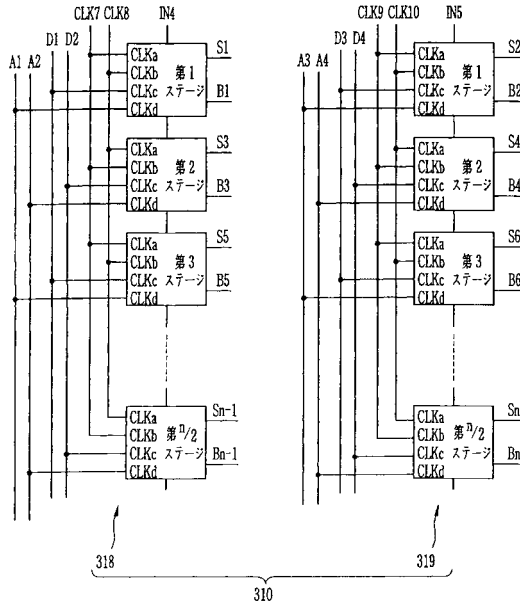 CLK7 CLK8 IN4
D1 D2
A1 A2
CLKa
CLKb
CLKc
CLKd
第1
ステージ
S1
B1
CLKa
CLKb
CLKc
CLKd
第2
ステージ
S3
B3
CLKa
CLKb
CLKc
CLKd
第3
ステージ
S5
B5
CLKa
CLKb
CLKc
CLKd
第n/2
ステージ
Sn-1
Bn-1
318
CLK9 CLK10 IN5
D3 D4
A3 A4
CLKa
CLKb
CLKc
CLKd
第1
ステージ
S2
B2
CLKa
CLKb
CLKc
CLKd
第2
ステージ
S4
B4
CLKa
CLKb
CLKc
CLKd
第3
ステージ
S6
B6
CLKa
CLKb
CLKc
CLKd
第n/2
ステージ
Sn
Bn
319
310